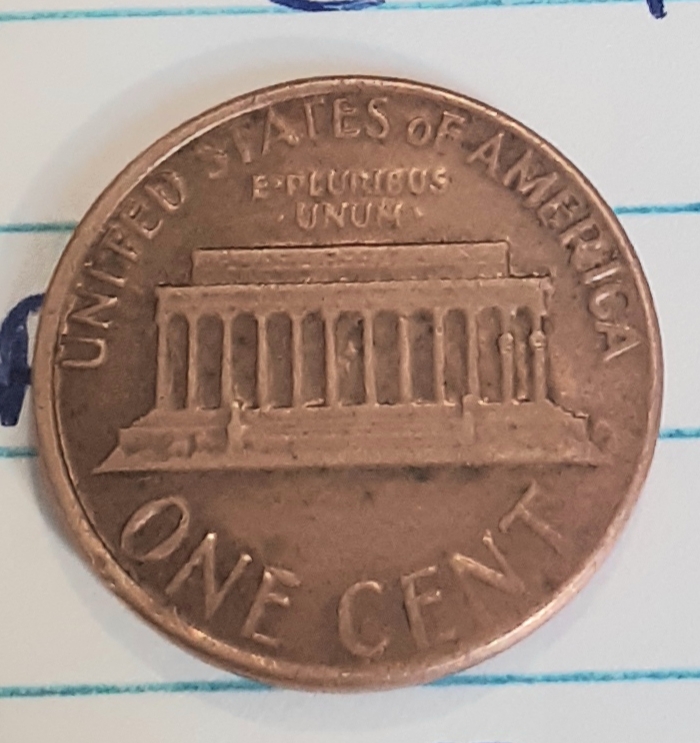 UNITED STATES OF AMERICA
E·PLURIBUS
·UNUM·
ONE CENT